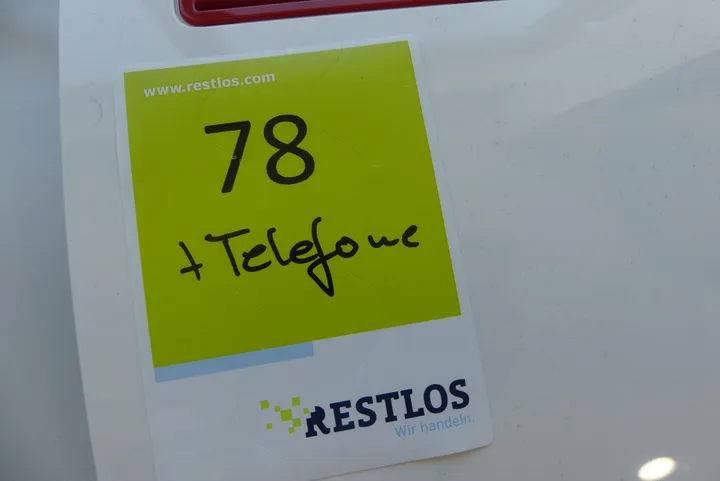 www.restlos.com
78
+ Telefone
RESTLOS
Wir handeln.